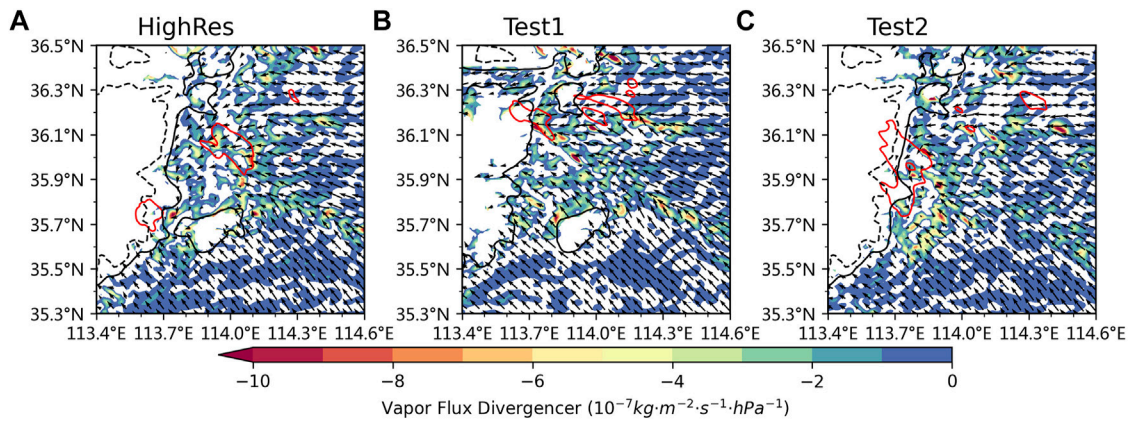 A HighRes B Test1 C Test2
36.5°N 36.5°N 36.5°N
36.3°N 36.3°N 36.3°N
36.1°N 36.1°N 36.1°N
35.9°N 35.9°N 35.9°N
35.7°N 35.7°N 35.7°N
35.5°N 35.5°N 35.5°N
35.3°N 35.3°N 35.3°N
113.4°E 113.7°E 114.0°E 114.3°E 114.6°E 113.4°E 113.7°E 114.0°E 114.3°E 114.6°E 113.4°E 113.7°E 114.0°E 114.3°E 114.6°E
−10 −8 −6 −4 −2 0
Vapor Flux Divergencer (10⁻⁷kg·m⁻²·s⁻¹·hPa⁻¹)